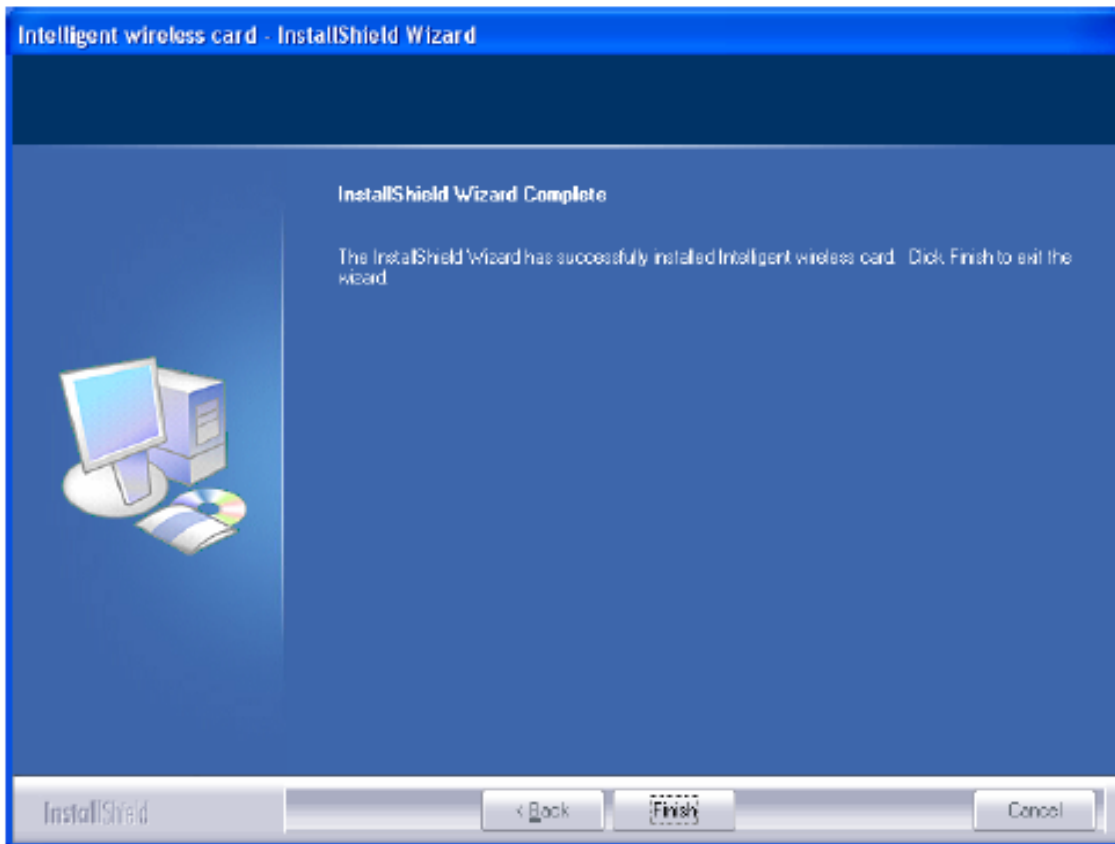 Intelligent wireless card - InstallShield Wizard
InstallShield Wizard Complete
The InstallShield Wizard has successfully installed Intelligent wireless card. Click Finish to exit the
wizard.
InstallShield
< Back
Finish
Cancel